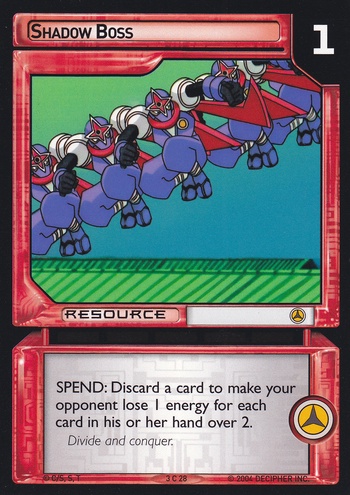 SHADOW BOSS
1
RESOURCE
SPEND: Discard a card to make your
opponent lose 1 energy for each
card in his or her hand over 2.
Divide and conquer.
© O/S, S, T
3 C 28
© 2004 DECIPHER INC.